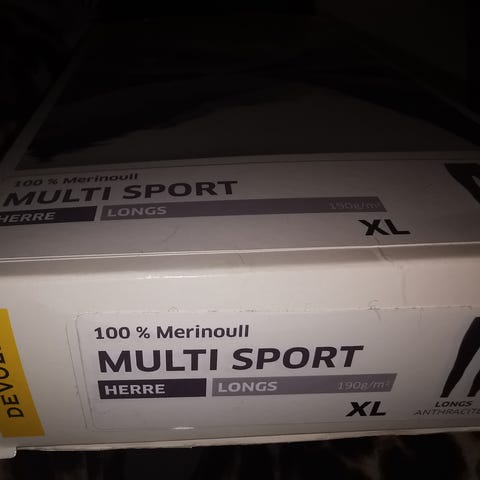 100 % Merinoull
MULTI SPORT
HERRE LONGS 190g/m²
XL
100 % Merinoull
MULTI SPORT
HERRE LONGS 190g/m²
XL
LONGS
ANTHRACITE